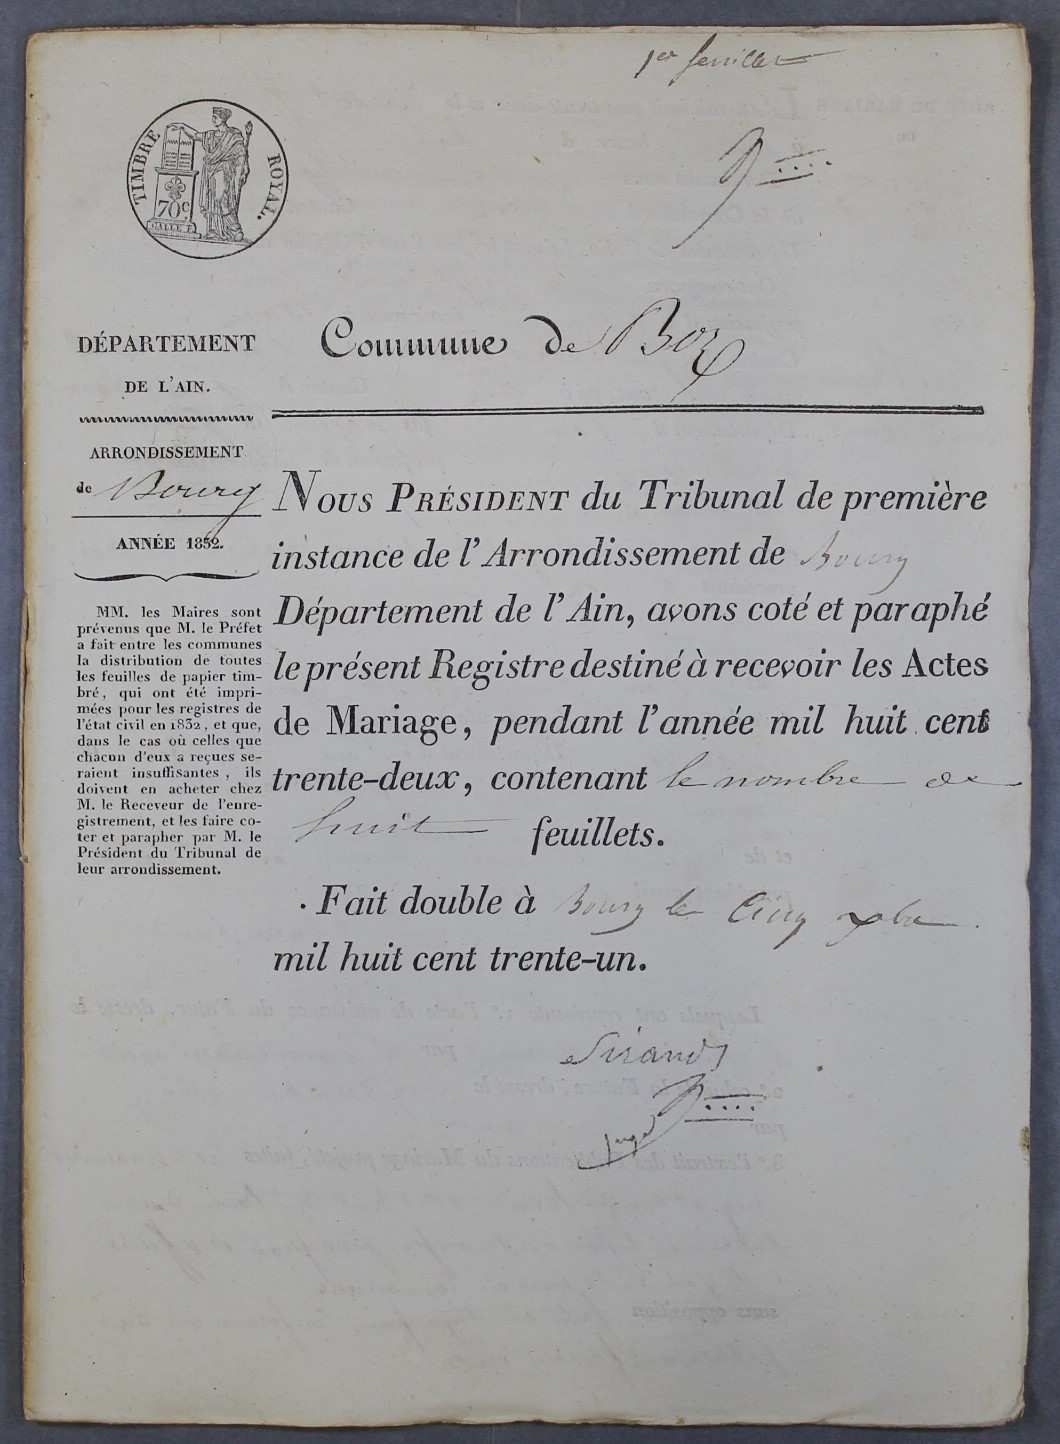 1er feuillet
TIMBRE ROYAL.
70c
DÉPARTEMENT
DE L'AIN.
Commune de Boz
ARRONDISSEMENT
de Bourg
ANNÉE 1832.
MM. les Maires sont
prévenus que M. le Préfet
a fait entre les communes
la distribution de toutes
les feuilles de papier tim-
bré, qui ont été impri-
mées pour les registres de
l'état civil en 1832, et que,
dans le cas où celles que
chacun d'eux a reçues se-
raient insuffisantes, ils
doivent en acheter chez
M. le Receveur de l'enre-
gistrement, et les faire co-
ter et parapher par M. le
Président du Tribunal de
leur arrondissement.
NOUS PRÉSIDENT du Tribunal de première
instance de l'Arrondissement de Bourg
Département de l'Ain, avons coté et paraphé
le présent Registre destiné à recevoir les Actes
de Mariage, pendant l'année mil huit cent
trente-deux, contenant le nombre de
huit feuillets.
Fait double à Bourg le Cinq xbre
mil huit cent trente-un.
Sirand
juge